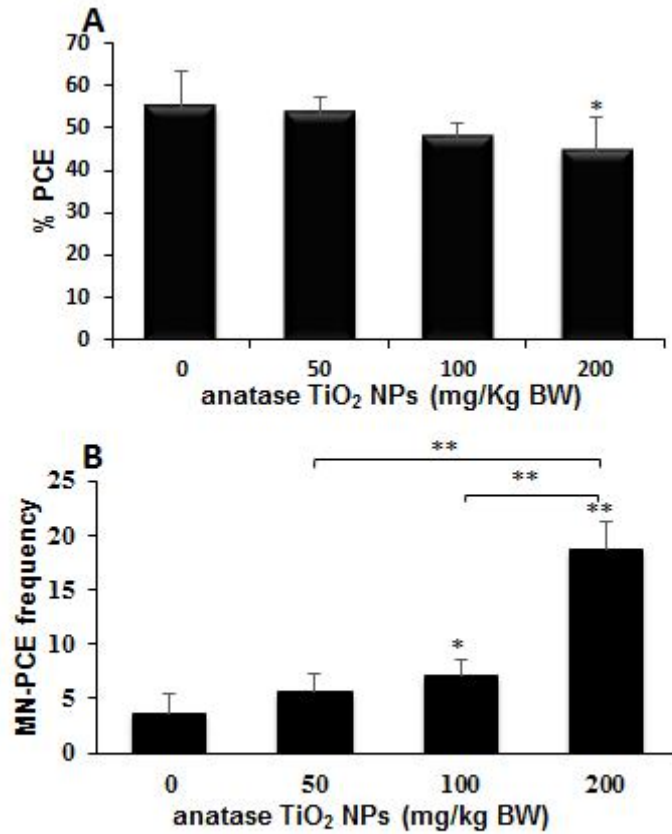 A
70
60
50
40
30
20
10
0
% PCE
*
0 50 100 200
anatase TiO₂ NPs (mg/Kg BW)
B
**
**
**
*
25
20
15
10
5
0
MN-PCE frequency
0 50 100 200
anatase TiO₂ NPs (mg/kg BW)